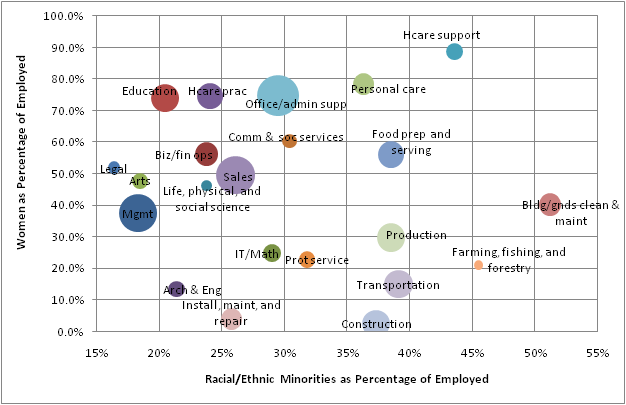 100.0%
Hcare support
90.0%
80.0%
Education
Hcare prac
Personal care
70.0%
Office/admin supp
Comm & soc services
Food prep and
serving
60.0%
Biz/fin ops
Legal
50.0%
Arts
Sales
Life, physical, and
social science
40.0%
Mgmt
Bldg/gnds clean &
maint
30.0%
Production
IT/Math
Prot service
Farming, fishing, and
forestry
20.0%
Arch & Eng
Transportation
10.0%
Install, maint, and
repair
Construction
0.0%
15%
20%
25%
30%
35%
40%
45%
50%
55%
Women as Percentage of Employed
Racial/Ethnic Minorities as Percentage of Employed